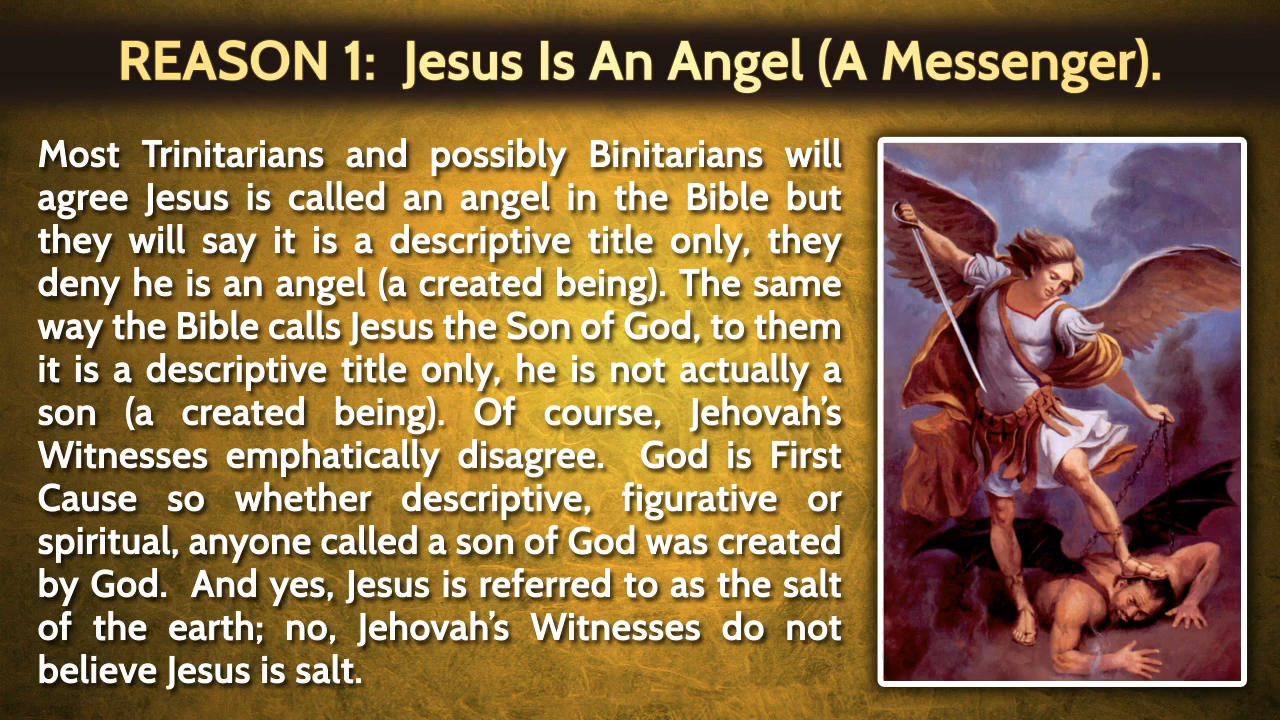 REASON 1: Jesus Is An Angel (A Messenger).
Most Trinitarians and possibly Binitarians will
agree Jesus is called an angel in the Bible but
they will say it is a descriptive title only, they
deny he is an angel (a created being). The same
way the Bible calls Jesus the Son of God, to them
it is a descriptive title only, he is not actually a
son (a created being). Of course, Jehovah's
Witnesses emphatically disagree. God is First
Cause so whether descriptive, figurative or
spiritual, anyone called a son of God was created
by God. And yes, Jesus is referred to as the salt
of the earth; no, Jehovah's Witnesses do not
believe Jesus is salt.